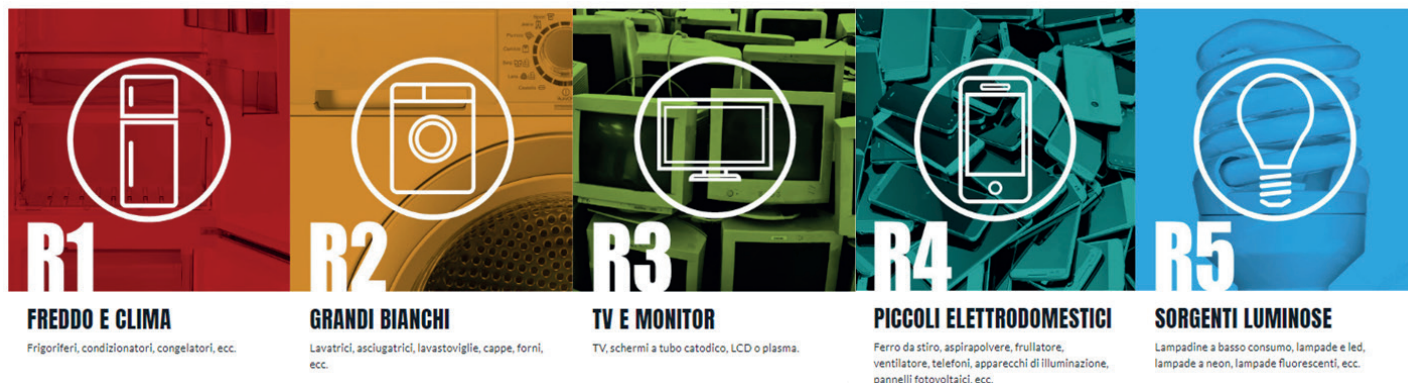 R1
FREDDO E CLIMA
Frigoriferi, condizionatori, congelatori, ecc.
R2
GRANDI BIANCHI
Lavatrici, asciugatrici, lavastoviglie, cappe, forni,
ecc.
R3
TV E MONITOR
TV, schermi a tubo catodico, LCD o plasma.
R4
PICCOLI ELETTRODOMESTICI
Ferro da stiro, aspirapolvere, frullatore,
ventilatore, telefoni, apparecchi di illuminazione,
pannelli fotovoltaici, ecc.
R5
SORGENTI LUMINOSE
Lampadine a basso consumo, lampade e led,
lampade a neon, lampade fluorescenti, ecc.